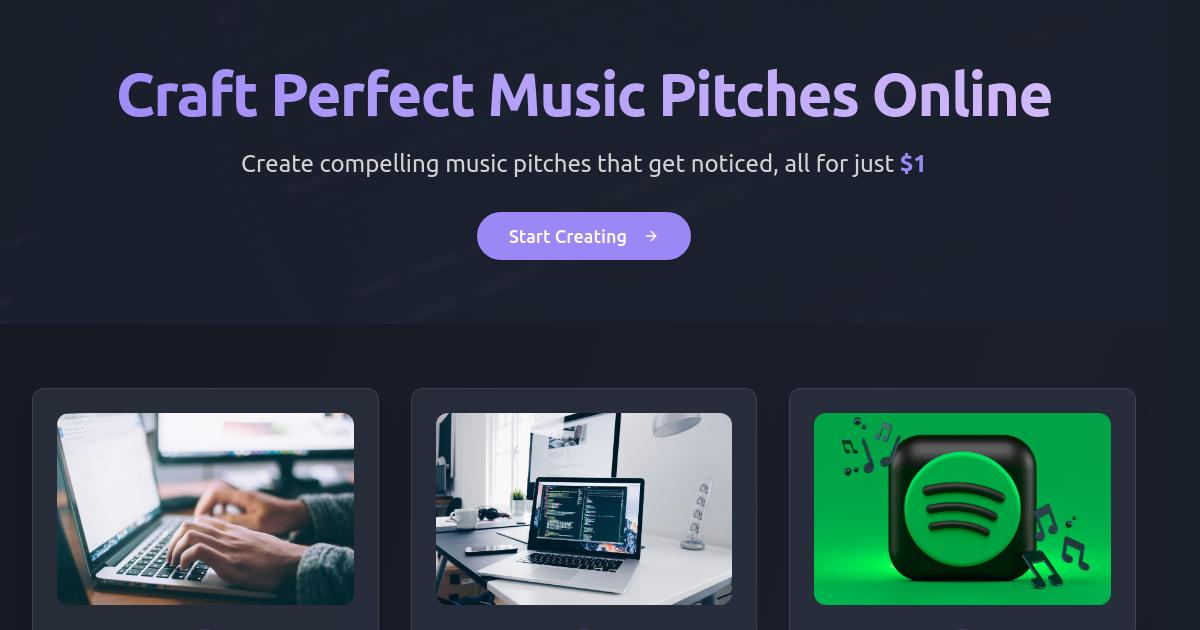 Craft Perfect Music Pitches Online
Create compelling music pitches that get noticed, all for just $1
Start Creating